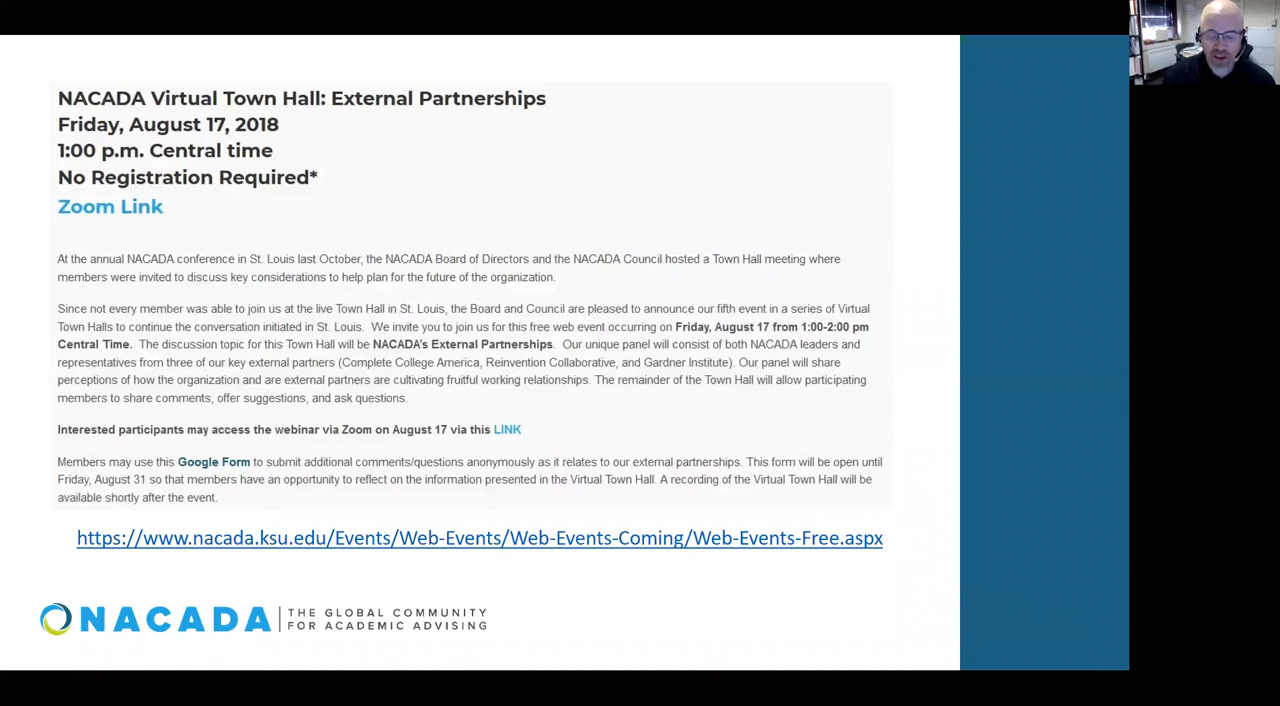 NACADA Virtual Town Hall: External Partnerships
Friday, August 17, 2018
1:00 p.m. Central time
No Registration Required*
Zoom Link
At the annual NACADA conference in St. Louis last October, the NACADA Board of Directors and the NACADA Council hosted a Town Hall meeting where
members were invited to discuss key considerations to help plan for the future of the organization.
Since not every member was able to join us at the live Town Hall in St. Louis, the Board and Council are pleased to announce our fifth event in a series of Virtual
Town Halls to continue the conversation initiated in St. Louis. We invite you to join us for this free web event occurring on Friday, August 17 from 1:00-2:00 pm
Central Time. The discussion topic for this Town Hall will be NACADA's External Partnerships. Our unique panel will consist of both NACADA leaders and
representatives from three of our key external partners (Complete College America, Reinvention Collaborative, and Gardner Institute). Our panel will share
perceptions of how the organization and are external partners are cultivating fruitful working relationships. The remainder of the Town Hall will allow participating
members to share comments, offer suggestions, and ask questions.
Interested participants may access the webinar via Zoom on August 17 via this LINK
Members may use this Google Form to submit additional comments/questions anonymously as it relates to our external partnerships. This form will be open until
Friday, August 31 so that members have an opportunity to reflect on the information presented in the Virtual Town Hall. A recording of the Virtual Town Hall will be
available shortly after the event.
https://www.nacada.ksu.edu/Events/Web-Events/Web-Events-Coming/Web-Events-Free.aspx
NACADA THE GLOBAL COMMUNITY
FOR ACADEMIC ADVISING